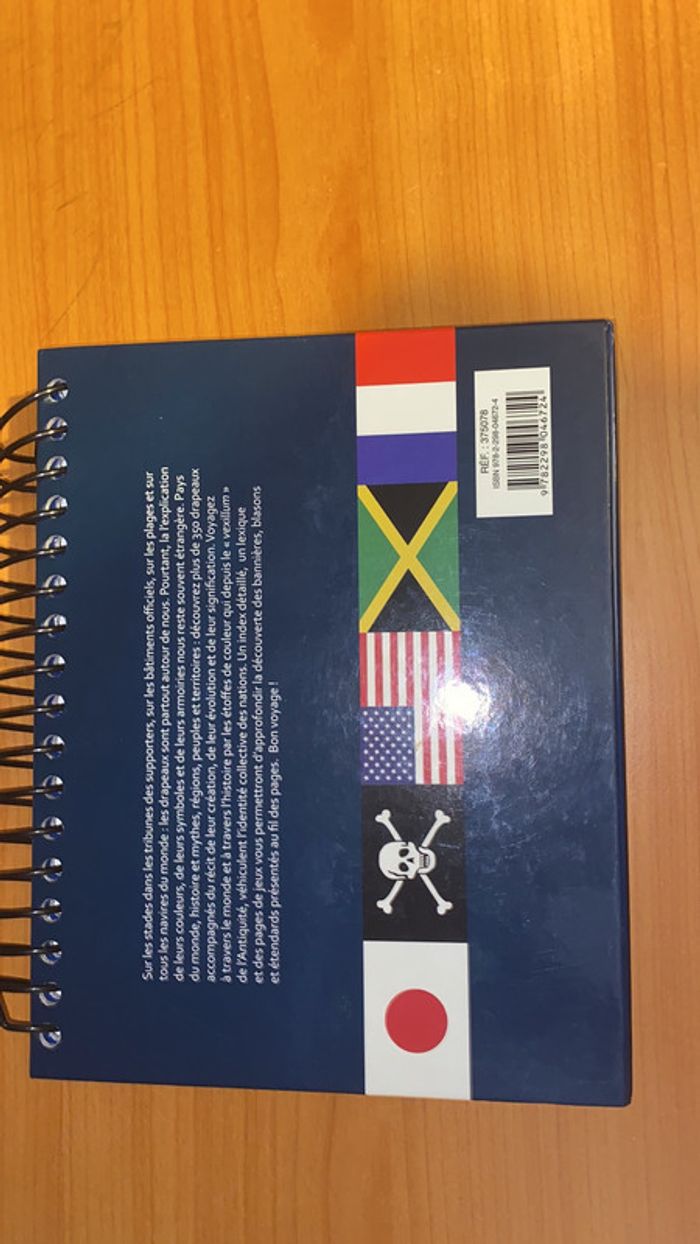 Sur les stades dans les tribunes des supporters, sur les bâtiments officiels, sur les plages et sur
tous les navires du monde : les drapeaux sont partout autour de nous. Pourtant, la l'explication
de leurs couleurs, de leurs symboles et de leurs armoiries nous reste souvent étrangère. Pays
du monde, histoire et mythes, régions, peuples et territoires : découvrez plus de 350 drapeaux
accompagnés du récit de leur création, de leur évolution et de leur signification. Voyagez
à travers le monde et à travers l'histoire par les étoffes de couleur qui depuis le « vexillum »
de l'Antiquité, véhiculent l'identité collective des nations. Un index détaillé, un lexique
et des pages de jeux vous permettront d'approfondir la découverte des bannières, blasons
et étendards présentés au fil des pages. Bon voyage !
RÉF. : 375078
ISBN 978-2-298-04672-4
9 782298 046724